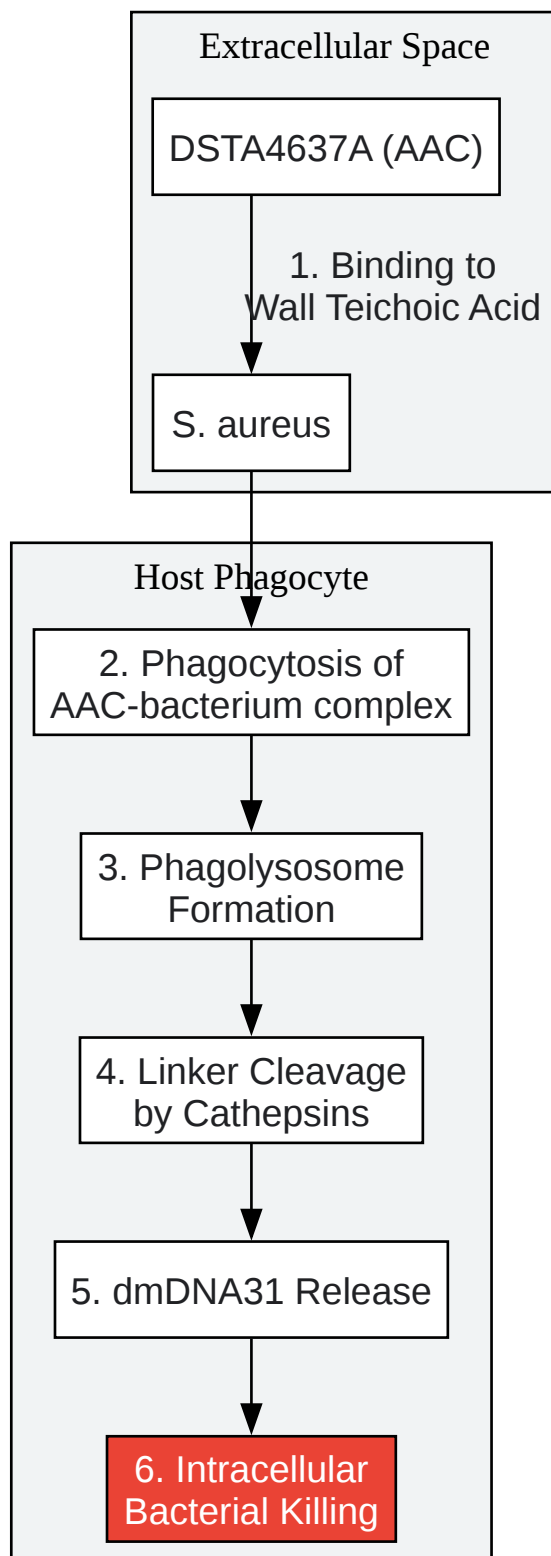 Extracellular Space
DSTA4637A (AAC)
1. Binding to
Wall Teichoic Acid
S. aureus
Host Phagocyte
2. Phagocytosis of
AAC-bacterium complex
3. Phagolysosome
Formation
4. Linker Cleavage
by Cathepsins
5. dmDNA31 Release
6. Intracellular
Bacterial Killing